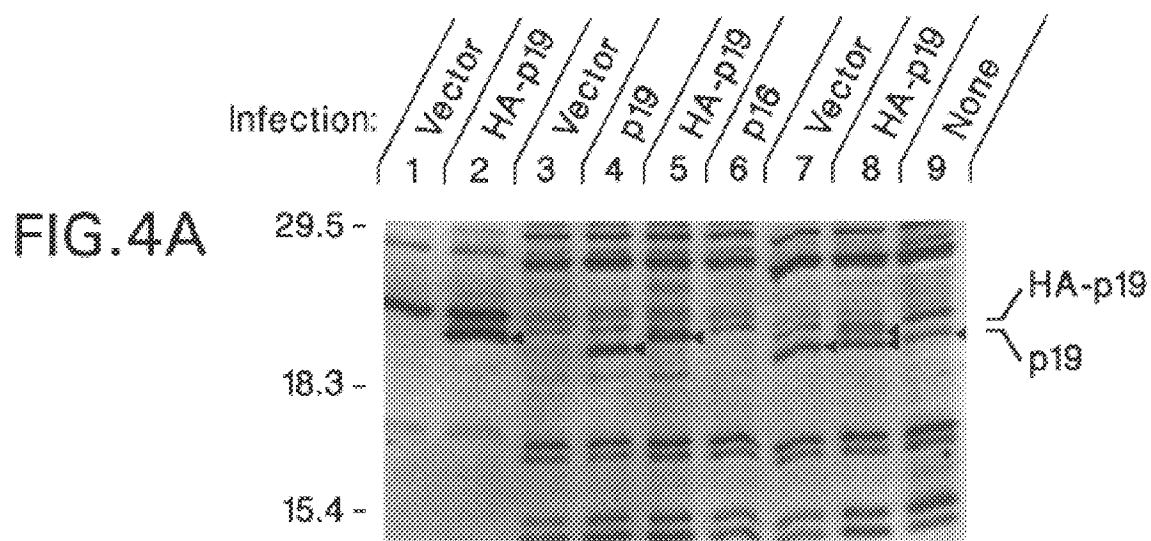 Infection:
Vector
HA-p19
Vector
p19
HA-p19
p16
Vector
HA-p19
None
1 2 3 4 5 6 7 8 9
FIG.4A
29.5 -
18.3 -
15.4 -
HA-p19
p19